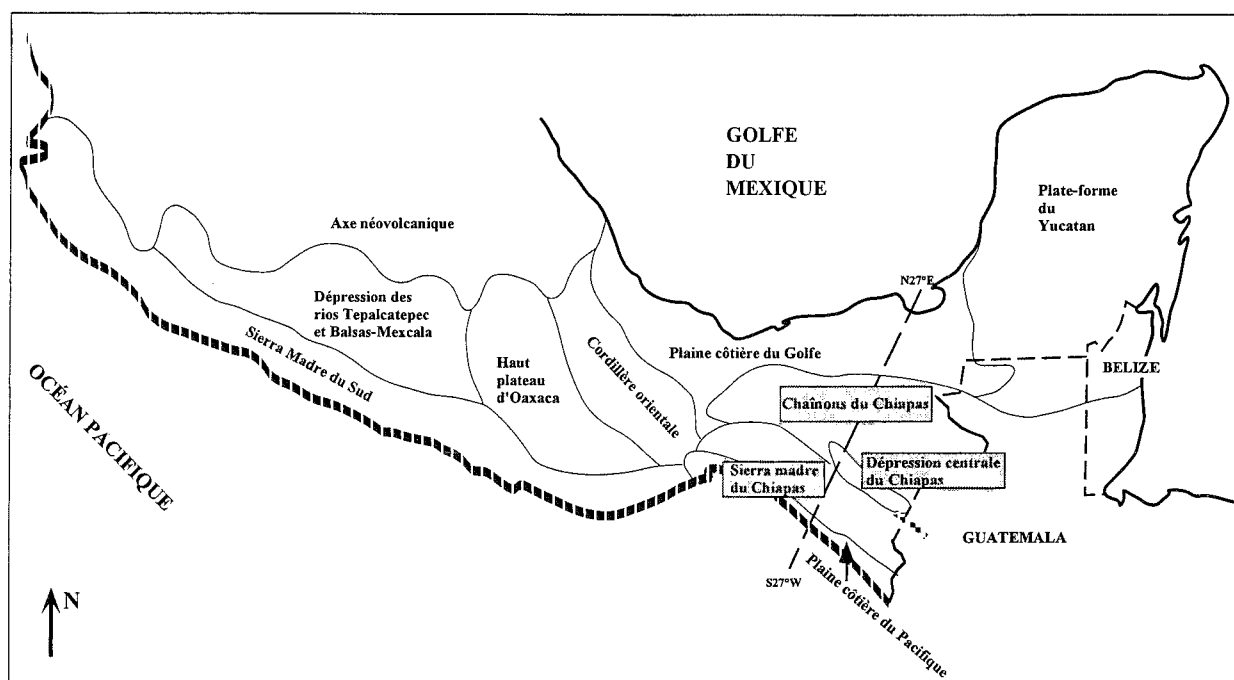 GOLFE
DU
MEXIQUE
Plate-forme
du
Yucatan
Axe néovolcanique
N27°E
Dépression des
rios Tepalcatepec
et Balsas-Mexcala
Sierra Madre du Sud
Haut
plateau
d'Oaxaca
Cordillère orientale
Plaine côtière du Golfe
BELIZE
OCÉAN PACIFIQUE
Chaînons du Chiapas
Sierra madre
du Chiapas
Dépression centrale
du Chiapas
GUATEMALA
S27°W
Plaine côtière du Pacifique
N